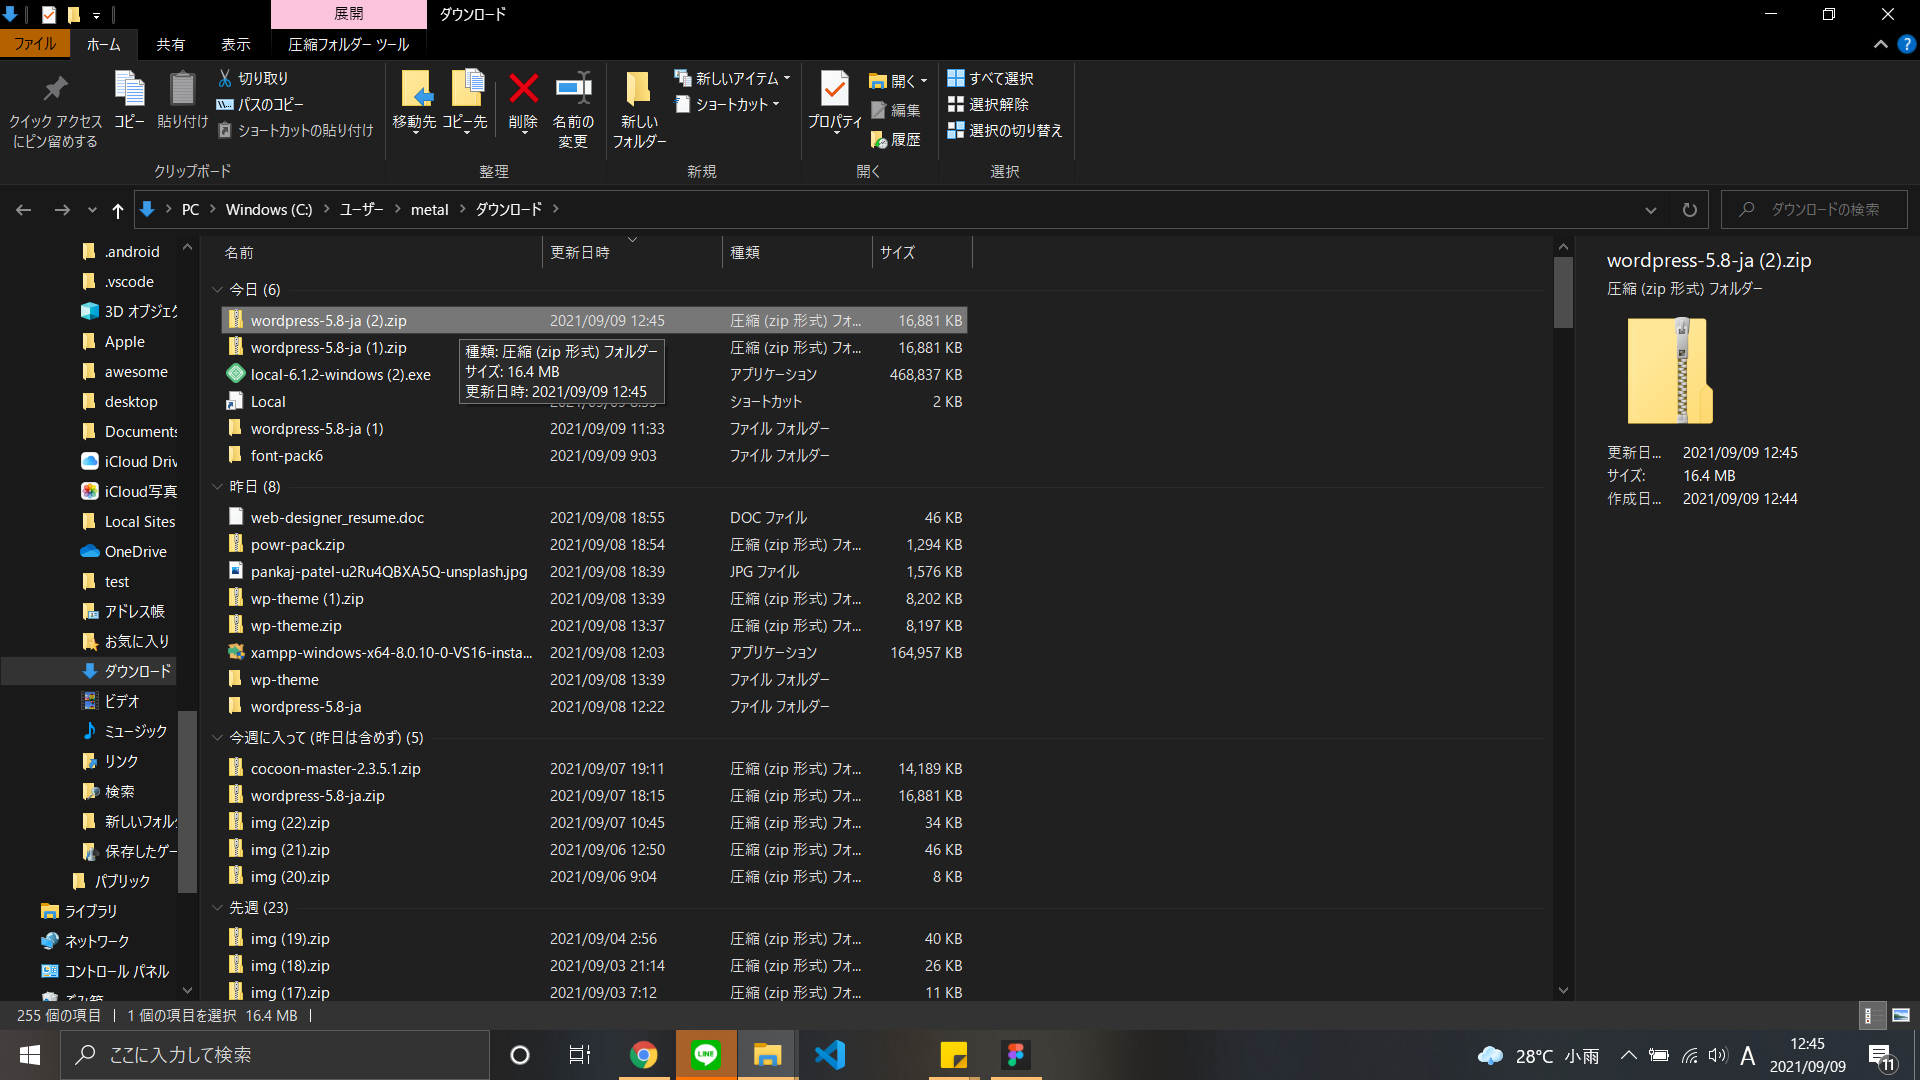 展開
ダウンロード
ファイル
ホーム
共有
表示
圧縮フォルダー ツール
クイック アクセス
にピン留めする
コピー
貼り付け
切り取り
パスのコピー
ショートカットの貼り付け
クリップボード
移動先
コピー先
削除
名前の
変更
整理
新しい
フォルダー
新しいアイテム
ショートカット
新規
プロパティ
開く
編集
履歴
開く
すべて選択
選択解除
選択の切り替え
選択
PC
Windows (C:)
ユーザー
metal
ダウンロード
ダウンロードの検索
.android
.vscode
3D オブジェク
Apple
awesome
desktop
Documents
iCloud Driv
iCloud写真
Local Sites
OneDrive
test
アドレス帳
お気に入り
ダウンロード
ビデオ
ミュージック
リンク
検索
新しいフォルダ
保存したゲー
パブリック
ライブラリ
ネットワーク
コントロール パネル
ごみ箱
名前 更新日時 種類 サイズ
今日 (6)
wordpress-5.8-ja (2).zip 2021/09/09 12:45 圧縮 (zip 形式) フォ... 16,881 KB
wordpress-5.8-ja (1).zip 圧縮 (zip 形式) フォ... 16,881 KB
local-6.1.2-windows (2).exe アプリケーション 468,837 KB
Local ショートカット 2 KB
種類: 圧縮 (zip 形式) フォルダー
サイズ: 16.4 MB
更新日時: 2021/09/09 12:45
wordpress-5.8-ja (1) 2021/09/09 11:33 ファイル フォルダー
font-pack6 2021/09/09 9:03 ファイル フォルダー
昨日 (8)
web-designer_resume.doc 2021/09/08 18:55 DOC ファイル 46 KB
powr-pack.zip 2021/09/08 18:54 圧縮 (zip 形式) フォ... 1,294 KB
pankaj-patel-u2Ru4QBXA5Q-unsplash.jpg 2021/09/08 18:39 JPG ファイル 1,576 KB
wp-theme (1).zip 2021/09/08 13:39 圧縮 (zip 形式) フォ... 8,202 KB
wp-theme.zip 2021/09/08 13:37 圧縮 (zip 形式) フォ... 8,197 KB
xampp-windows-x64-8.0.10-0-VS16-insta... 2021/09/08 12:03 アプリケーション 164,957 KB
wp-theme 2021/09/08 13:39 ファイル フォルダー
wordpress-5.8-ja 2021/09/08 12:22 ファイル フォルダー
今週に入って (昨日は含めず) (5)
cocoon-master-2.3.5.1.zip 2021/09/07 19:11 圧縮 (zip 形式) フォ... 14,189 KB
wordpress-5.8-ja.zip 2021/09/07 18:15 圧縮 (zip 形式) フォ... 16,881 KB
img (22).zip 2021/09/07 10:45 圧縮 (zip 形式) フォ... 34 KB
img (21).zip 2021/09/06 12:50 圧縮 (zip 形式) フォ... 46 KB
img (20).zip 2021/09/06 9:04 圧縮 (zip 形式) フォ... 8 KB
先週 (23)
img (19).zip 2021/09/04 2:56 圧縮 (zip 形式) フォ... 40 KB
img (18).zip 2021/09/03 21:14 圧縮 (zip 形式) フォ... 26 KB
img (17).zip 2021/09/03 7:12 圧縮 (zip 形式) フォ... 11 KB
wordpress-5.8-ja (2).zip
圧縮 (zip 形式) フォルダー
更新日... 2021/09/09 12:45
サイズ: 16.4 MB
作成日... 2021/09/09 12:44
255 個の項目 1 個の項目を選択 16.4 MB
ここに入力して検索
LINE
28°C 小雨
A
12:45
2021/09/09
11